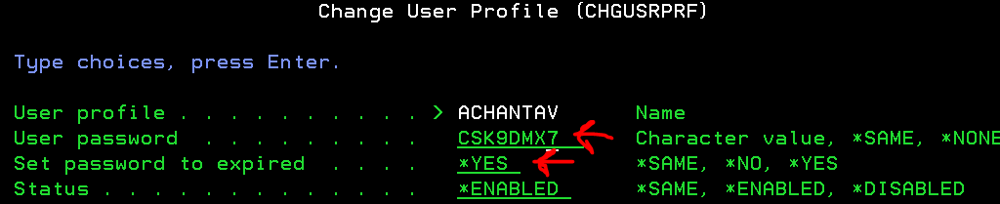 Change User Profile (CHGUSRPRF)
Type choices, press Enter.
User profile . . . . . . . . . . > ACHANTAV Name
User password . . . . . . . . . . CSK9DMX7 Character value, *SAME, *NONE
Set password to expired . . . . *YES *SAME, *NO, *YES
Status . . . . . . . . . . . . . *ENABLED *SAME, *ENABLED, *DISABLED